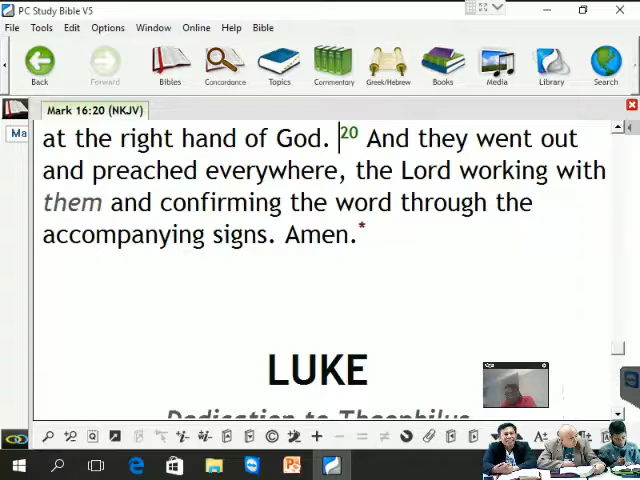 PC Study Bible V5
File Tools Edit Options Window Online Help Bible
Back Forward Bibles Concordance Topics Commentary Greek/Hebrew Books Media Library Search
Mark 16:20 (NKJV)
Ma
at the right hand of God. 20 And they went out
and preached everywhere, the Lord working with
them and confirming the word through the
accompanying signs. Amen.*
LUKE
Dedication to Theophilus